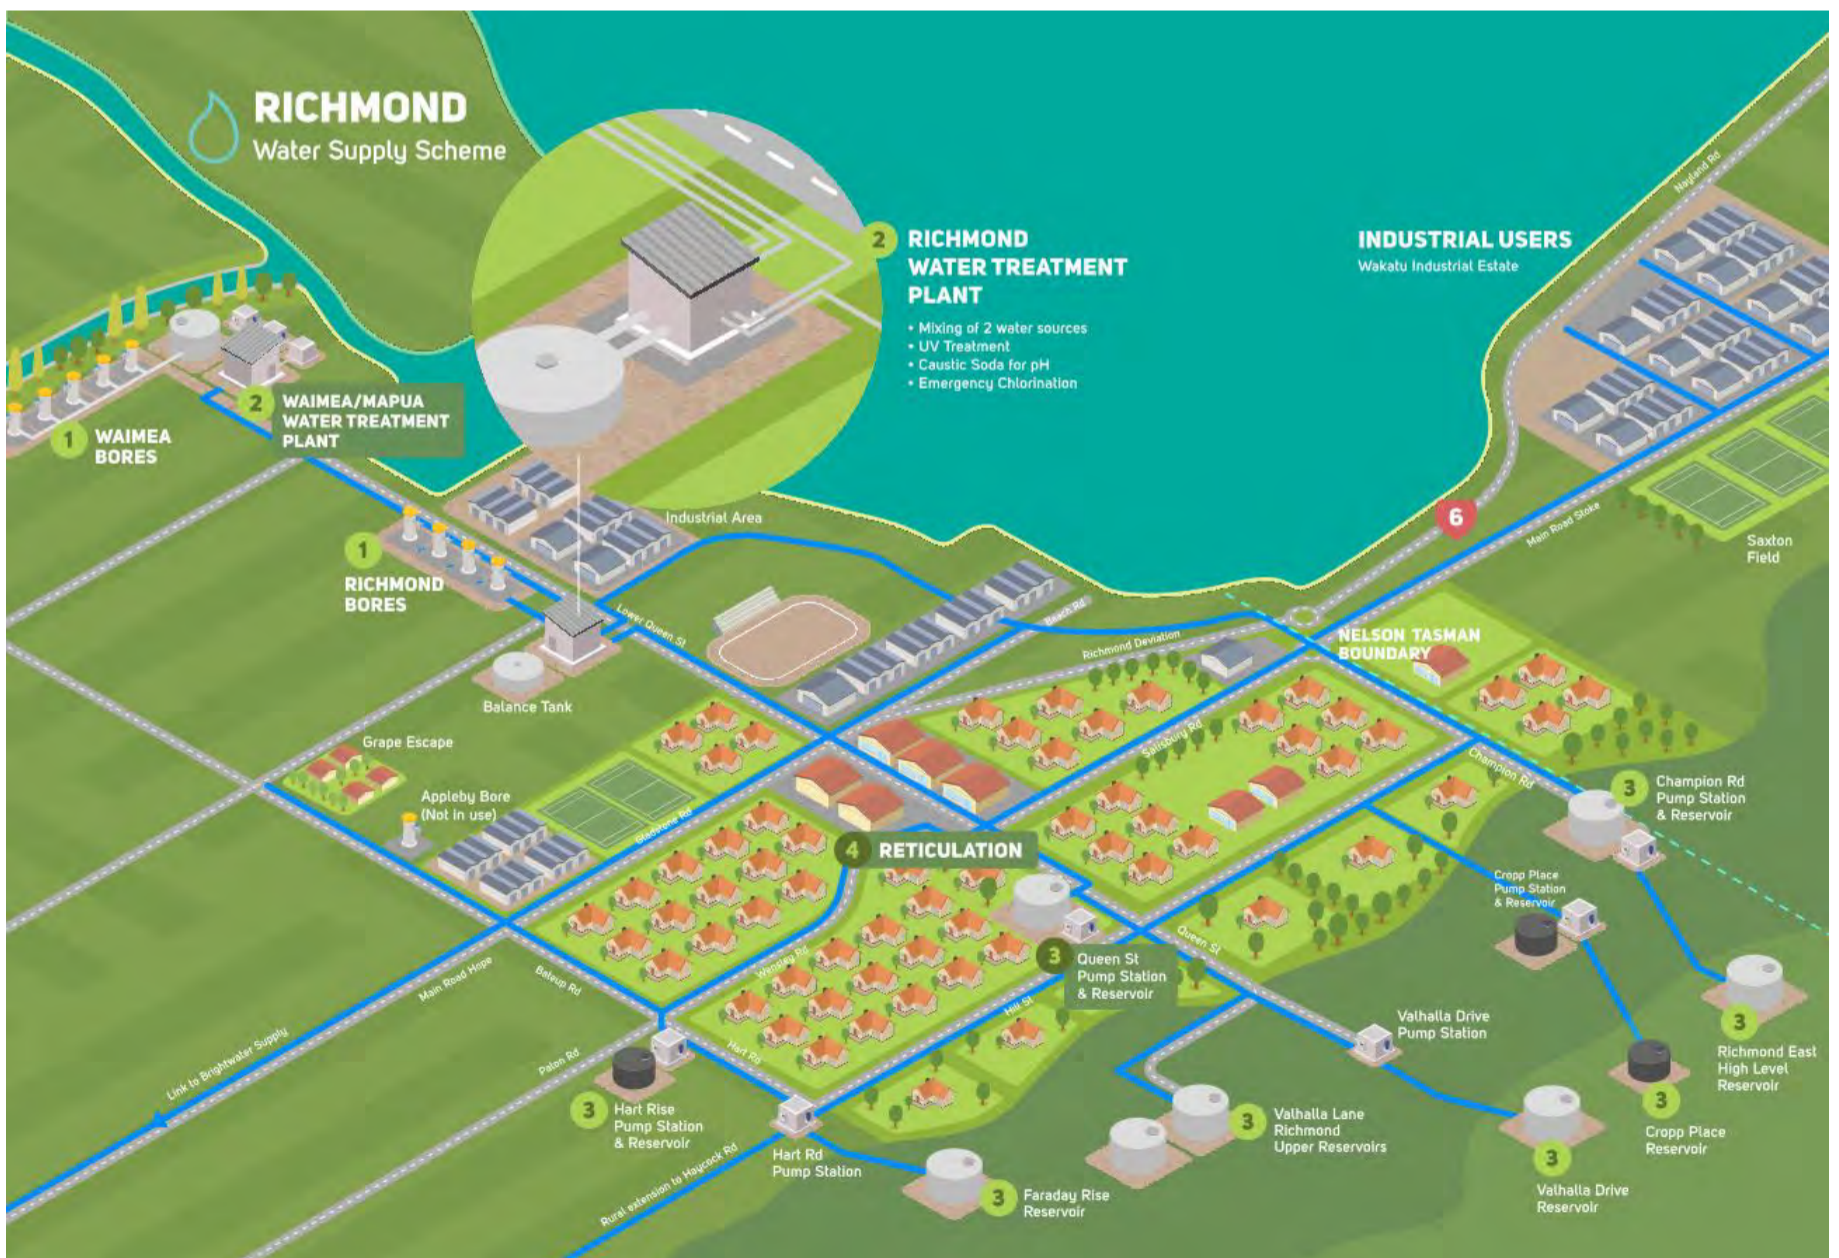 RICHMOND
Water Supply Scheme
2
RICHMOND
WATER TREATMENT
PLANT
• Mixing of 2 water sources
• UV Treatment
• Caustic Soda for pH
• Emergency Chlorination
INDUSTRIAL USERS
Wakatu Industrial Estate
Nayland Rd
2
WAIMEA/MAPUA
WATER TREATMENT
PLANT
1
WAIMEA
BORES
1
RICHMOND
BORES
Industrial Area
6
Main Road Stoke
Saxton
Field
Lower Queen St
Beach Rd
Richmond Deviation
NELSON TASMAN
BOUNDARY
Balance Tank
Grape Escape
Appleby Bore
(Not in use)
Gladstone Rd
Salisbury Rd
Champion Rd
3
Champion Rd
Pump Station
& Reservoir
4
RETICULATION
Cropp Place
Pump Station
& Reservoir
Queen St
3
Queen St
Pump Station
& Reservoir
Wensley Rd
Main Road Hope
Bateup Rd
Hill St
Hart Rd
Paton Rd
Link to Brightwater Supply
Valhalla Drive
Pump Station
3
Richmond East
High Level
Reservoir
3
Hart Rise
Pump Station
& Reservoir
Hart Rd
Pump Station
Rural extension to Haycock Rd
3
Valhalla Lane
Richmond
Upper Reservoirs
3
Cropp Place
Reservoir
3
Faraday Rise
Reservoir
3
Valhalla Drive
Reservoir